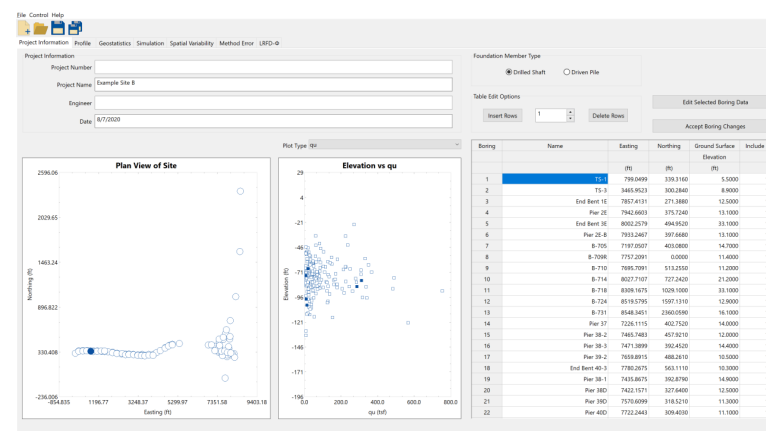 File Control Help
Project Information Profile Geostatistics Simulation Spatial Variability Method Error LRFD-Φ
Project Information
Project Number
Project Name Example Site B
Engineer
Date 8/7/2020
Foundation Member Type
Drilled Shaft Driven Pile
Table Edit Options
Insert Rows 1 Delete Rows
Edit Selected Boring Data
Accept Boring Changes
Plot Type qu
Plan View of Site
2596.06
2029.65
1463.24
896.822
330.408
-236.006
Northing (ft)
-854.835 1196.77 3248.37 5299.97 7351.58 9403.18
Easting (ft)
Elevation vs qu
29
4
-21
-46
-71
-96
-121
-146
-171
-196
Elevation (ft)
0.0 200.0 400.0 600.0 800.0
qu (tsf)
Boring Name Easting Northing Ground Surface Include
Elevation
(ft) (ft) (ft)
1 TS-1 799.0499 339.3160 5.5000
2 TS-3 3465.9523 300.2840 8.9000
3 End Bent 1E 7857.4131 271.3880 12.5000
4 Pier 2E 7942.6603 375.7240 13.1000
5 End Bent 3E 8002.2579 494.9520 33.1000
6 Pier 2E-B 7933.2467 397.6680 13.1000
7 B-705 7197.0507 403.0800 14.7000
8 B-709R 7757.2091 0.0000 11.4000
9 B-710 7695.7091 513.2550 11.2000
10 B-714 8027.7107 727.2420 21.2000
11 B-718 8309.1675 1029.1000 33.1000
12 B-724 8519.5795 1597.1310 12.9000
13 B-731 8548.3451 2360.0590 16.1000
14 Pier 37 7226.1115 402.7520 14.0000
15 Pier 38-2 7465.7483 457.9210 12.0000
16 Pier 38-3 7471.3899 392.4520 14.4000
17 Pier 39-2 7659.8915 488.2610 10.5000
18 End Bent 40-3 7780.2675 563.1110 10.3000
19 Pier 38-1 7435.8675 392.8790 14.9000
20 Pier 38D 7422.1571 327.6400 12.5000
21 Pier 39D 7570.6099 318.5210 11.3000
22 Pier 40D 7722.2443 309.4030 11.1000